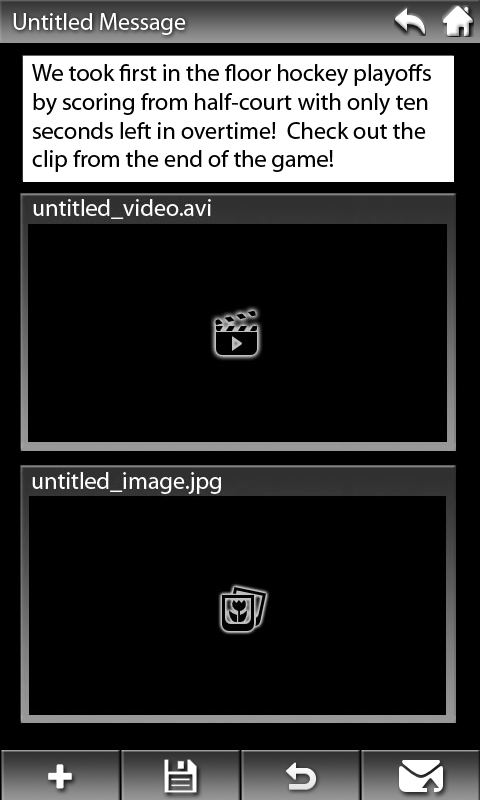 Untitled Message
We took first in the floor hockey playoffs
by scoring from half-court with only ten
seconds left in overtime!  Check out the
clip from the end of the game!
untitled_video.avi
untitled_image.jpg